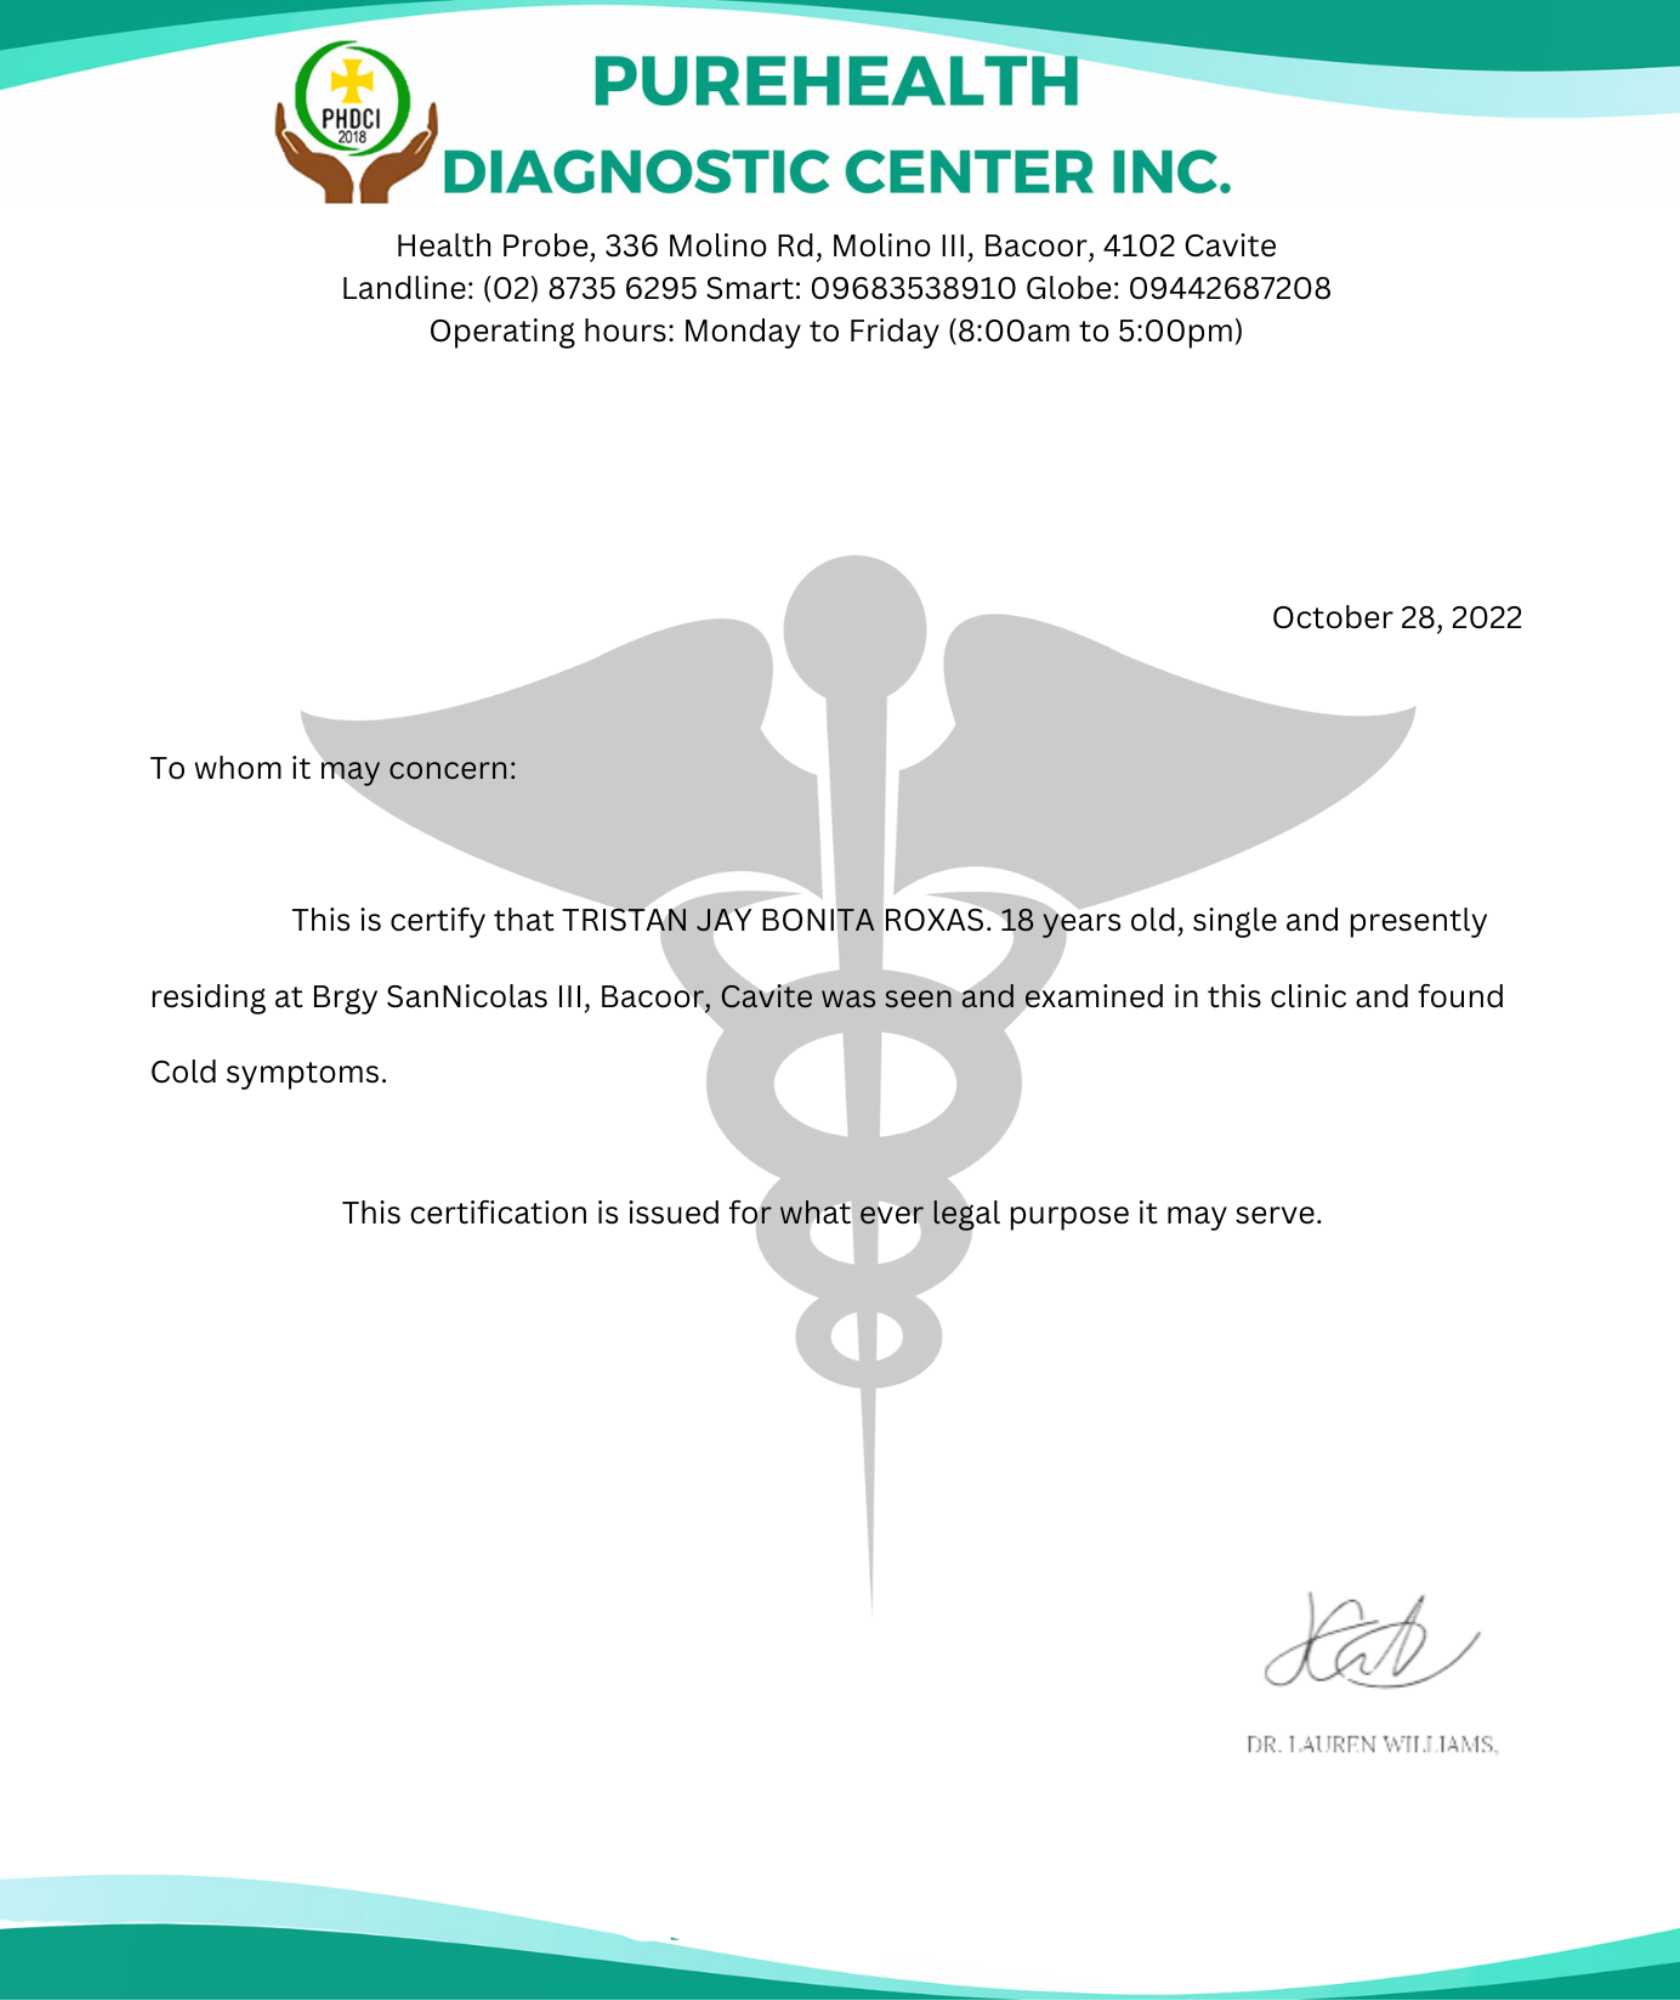 PUREHEALTH
DIAGNOSTIC CENTER INC.
PHDCI
2018
Health Probe, 336 Molino Rd, Molino III, Bacoor, 4102 Cavite
Landline: (02) 8735 6295 Smart: 09683538910 Globe: 09442687208
Operating hours: Monday to Friday (8:00am to 5:00pm)
October 28, 2022
To whom it may concern:
This is certify that TRISTAN JAY BONITA ROXAS. 18 years old, single and presently
residing at Brgy SanNicolas III, Bacoor, Cavite was seen and examined in this clinic and found
Cold symptoms.
This certification is issued for what ever legal purpose it may serve.
DR. LAUREN WILLIAMS,